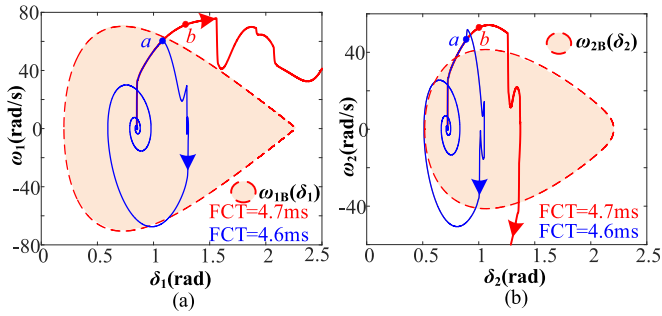 80
40
0
-40
-80
ω₁(rad/s)
a
b
ω₁B(δ₁)
FCT=4.7ms
FCT=4.6ms
0 0.5 1 1.5 2 2.5
δ₁(rad)
(a)
40
0
-40
ω₂(rad/s)
a
b
ω₂B(δ₂)
FCT=4.7ms
FCT=4.6ms
0 0.5 1 1.5 2 2.5
δ₂(rad)
(b)